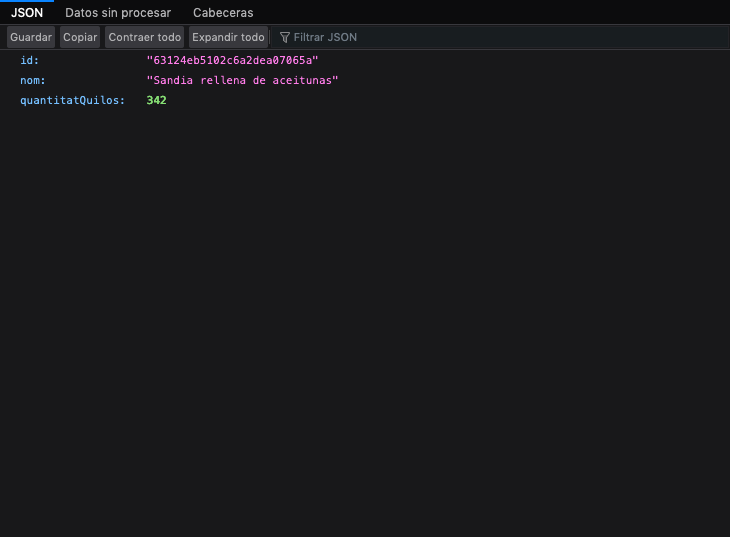 JSON Datos sin procesar Cabeceras
Guardar Copiar Contraer todo Expandir todo Filtrar JSON
id: "63124eb5102c6a2dea07065a"
nom: "Sandia rellena de aceitunas"
quantitatQuilos: 342